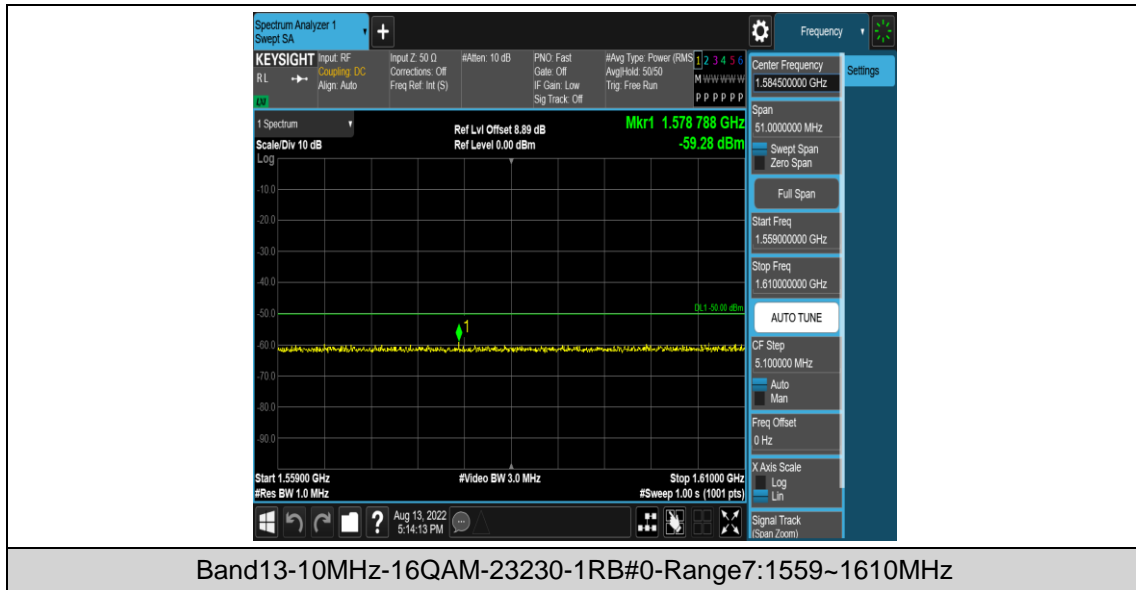 Spectrum Analyzer 1
Swept SA
+
Frequency
KEYSIGHT
RL
LXI
Input: RF
Coupling: DC
Align: Auto
Input Z: 50 Ω
Corrections: Off
Freq Ref: Int (S)
#Atten: 10 dB
PNO: Fast
Gate: Off
IF Gain: Low
Sig Track: Off
#Avg Type: Power (RMS
Avg|Hold: 50/50
Trig: Free Run
1 2 3 4 5 6
M W W W W W
P P P P P P
1 Spectrum
Scale/Div 10 dB
Log
Ref Lvl Offset 8.89 dB
Ref Level 0.00 dBm
Mkr1 1.578 788 GHz
-59.28 dBm
-10.0
-20.0
-30.0
-40.0
-50.0
DL1 -50.00 dBm
1
-60.0
-70.0
-80.0
-90.0
Start 1.55900 GHz
#Res BW 1.0 MHz
#Video BW 3.0 MHz
Stop 1.61000 GHz
#Sweep 1.00 s (1001 pts)
Center Frequency
1.584500000 GHz
Settings
Span
51.0000000 MHz
Swept Span
Zero Span
Full Span
Start Freq
1.559000000 GHz
Stop Freq
1.610000000 GHz
AUTO TUNE
CF Step
5.100000 MHz
Auto
Man
Freq Offset
0 Hz
X Axis Scale
Log
Lin
Signal Track
(Span Zoom)
?
Aug 13, 2022
5:14:13 PM
Band13-10MHz-16QAM-23230-1RB#0-Range7:1559~1610MHz